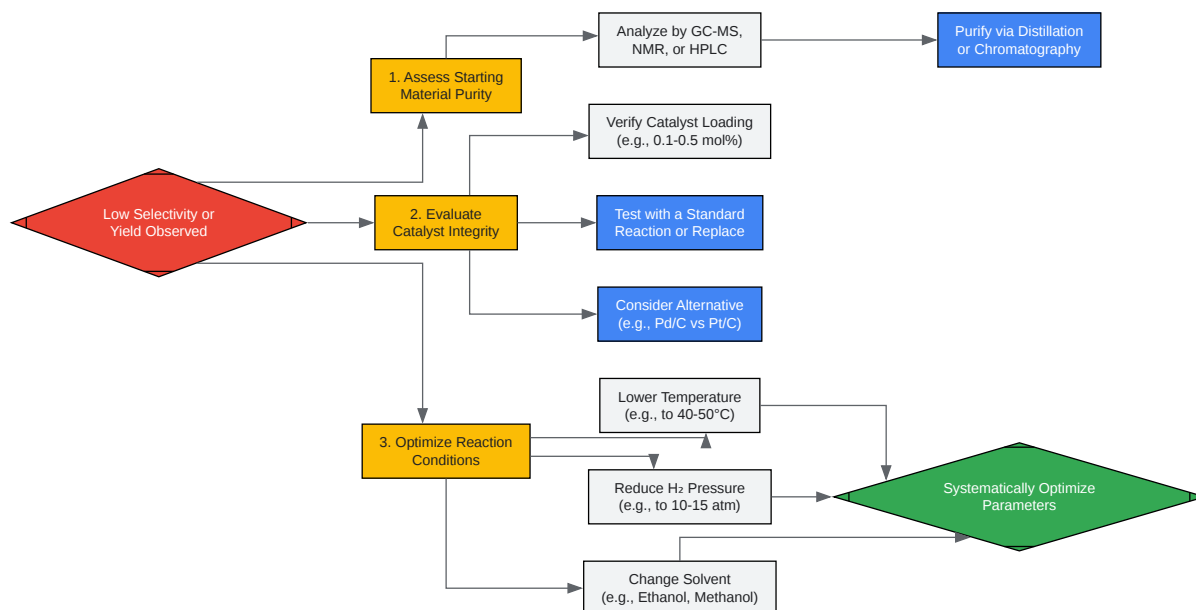 Analyze by GC-MS,
NMR, or HPLC
Purify via Distillation
or Chromatography
1. Assess Starting
Material Purity
Verify Catalyst Loading
(e.g., 0.1-0.5 mol%)
Low Selectivity or
Yield Observed
2. Evaluate
Catalyst Integrity
Test with a Standard
Reaction or Replace
Consider Alternative
(e.g., Pd/C vs Pt/C)
Lower Temperature
(e.g., to 40-50°C)
3. Optimize Reaction
Conditions
Reduce H₂ Pressure
(e.g., to 10-15 atm)
Systematically Optimize
Parameters
Change Solvent
(e.g., Ethanol, Methanol)